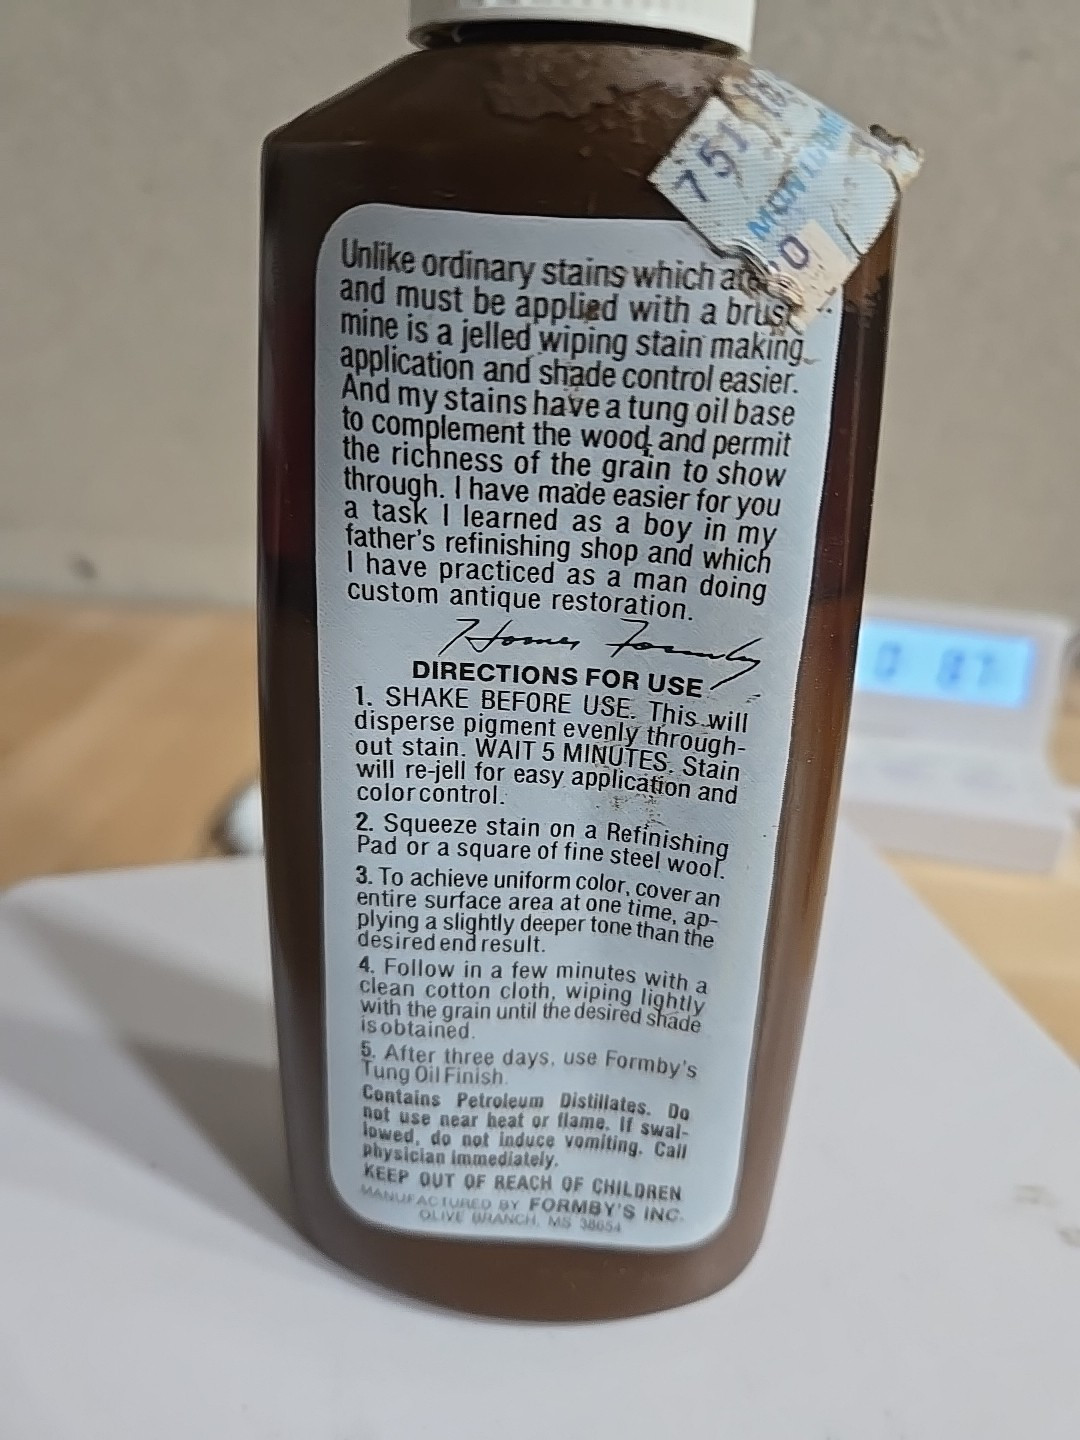 751
MONTGOM
0
Unlike ordinary stains which are
and must be applied with a brush
mine is a jelled wiping stain making
application and shade control easier.
And my stains have a tung oil base
to complement the wood and permit
the richness of the grain to show
through. I have made easier for you
a task I learned as a boy in my
father's refinishing shop and which
I have practiced as a man doing
custom antique restoration.
Homer Formby
DIRECTIONS FOR USE
1. SHAKE BEFORE USE. This will
disperse pigment evenly through-
out stain. WAIT 5 MINUTES. Stain
will re-jell for easy application and
color control.
2. Squeeze stain on a Refinishing
Pad or a square of fine steel wool.
3. To achieve uniform color, cover an
entire surface area at one time, ap-
plying a slightly deeper tone than the
desired end result.
4. Follow in a few minutes with a
clean cotton cloth, wiping lightly
with the grain until the desired shade
is obtained.
5. After three days, use Formby's
Tung Oil Finish.
Contains Petroleum Distillates. Do
not use near heat or flame. If swal-
lowed, do not induce vomiting. Call
physician immediately.
KEEP OUT OF REACH OF CHILDREN
MANUFACTURED BY FORMBY'S INC.
OLIVE BRANCH, MS 38654